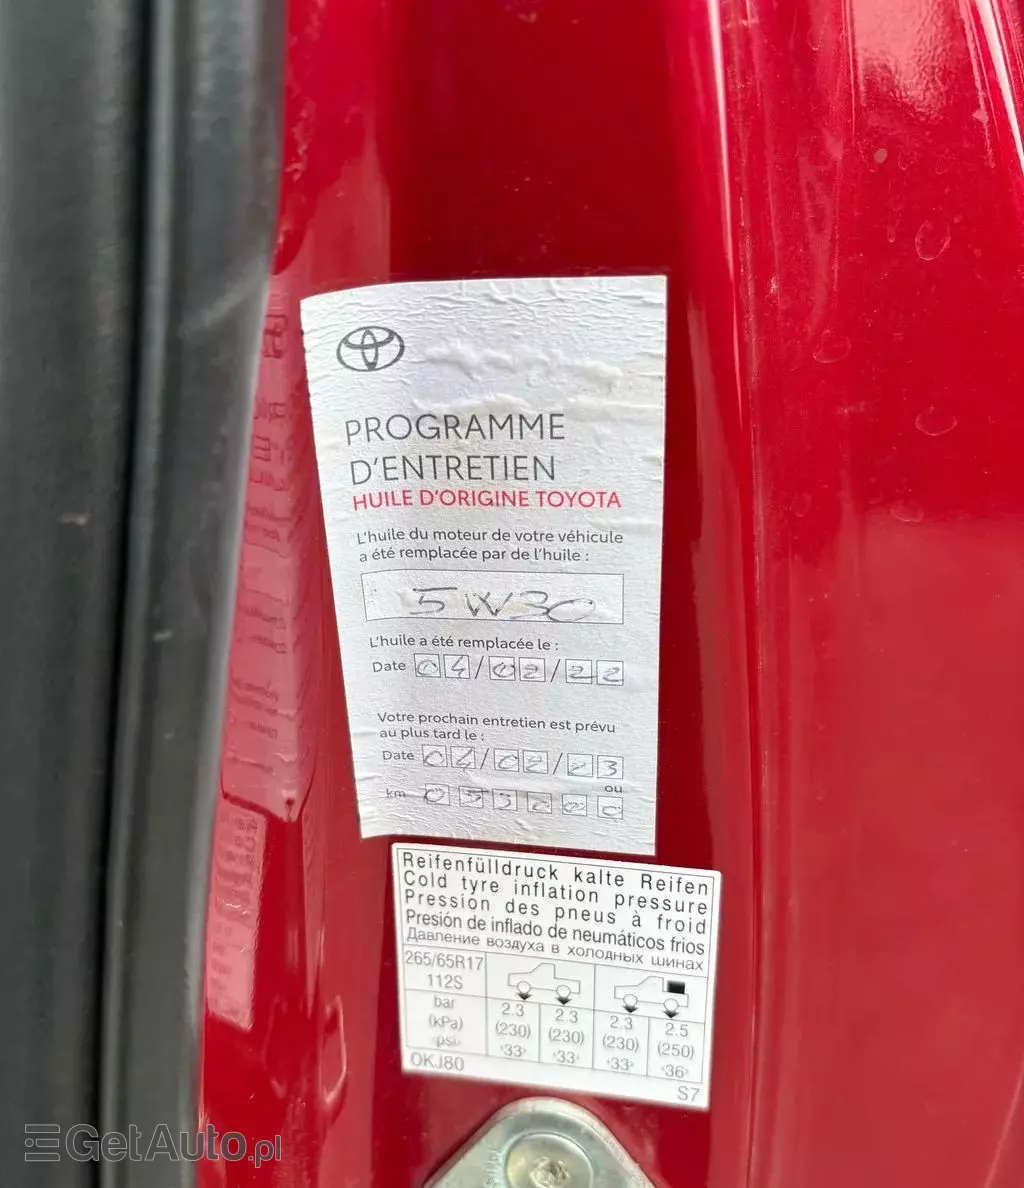 PROGRAMME
D'ENTRETIEN
HUILE D'ORIGINE TOYOTA
L'huile du moteur de votre véhicule
a été remplacée par de l'huile :
5W30
L'huile a été remplacée le :
Date 04/02/22
Votre prochain entretien est prévu
au plus tard le :
Date 04/02/23
ou
km 053000
Reifenfülldruck kalte Reifen
Cold tyre inflation pressure
Pression des pneus à froid
Presión de inflado de neumáticos frios
Давление воздуха в холодных шинах
265/65R17
112S
bar 2.3 2.3 2.3 2.5
(kPa) (230) (230) (230) (250)
‹psi› ‹33› ‹33› ‹33› ‹36›
0KJ80
S7
GetAuto.pl